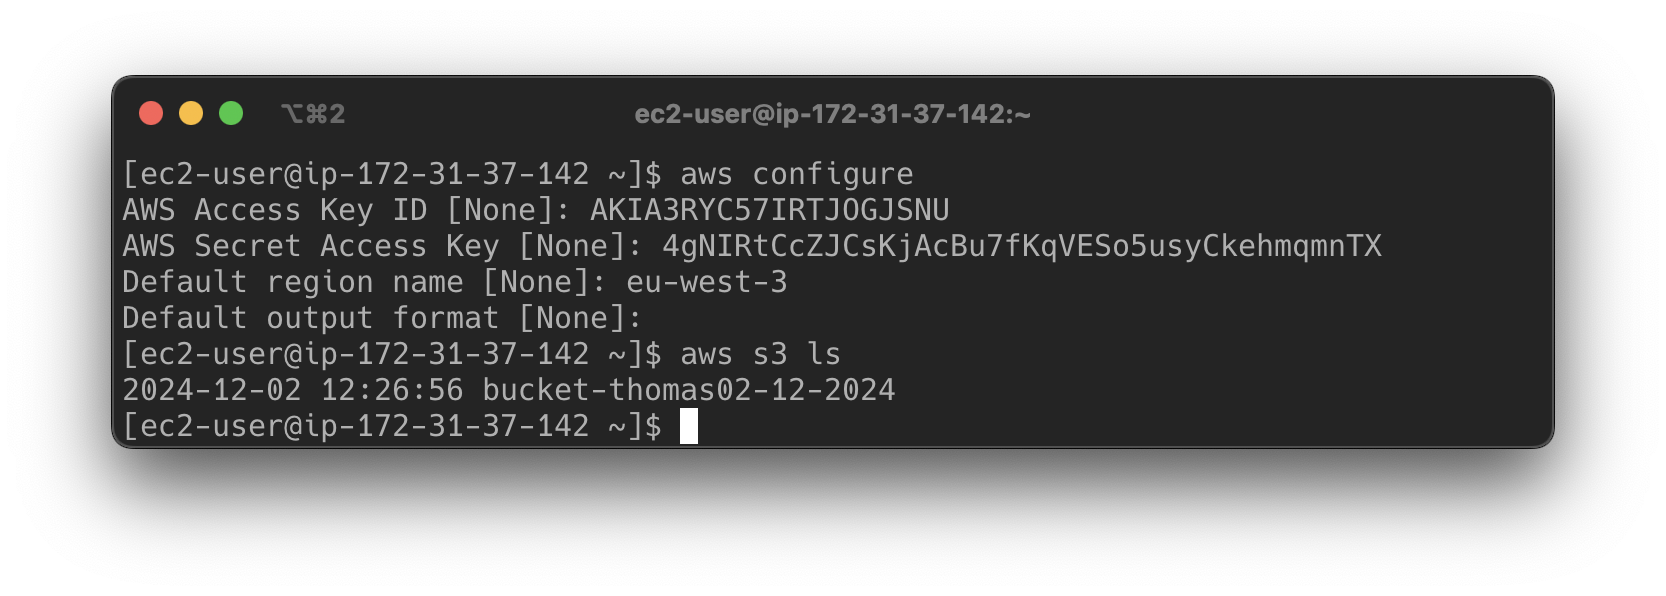 ⌥⌘2
ec2-user@ip-172-31-37-142:~
[ec2-user@ip-172-31-37-142 ~]$ aws configure
AWS Access Key ID [None]: AKIA3RYC57IRTJOGJSNU
AWS Secret Access Key [None]: 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
Default region name [None]: eu-west-3
Default output format [None]:
[ec2-user@ip-172-31-37-142 ~]$ aws s3 ls
2024-12-02 12:26:56 bucket-thomas02-12-2024
[ec2-user@ip-172-31-37-142 ~]$